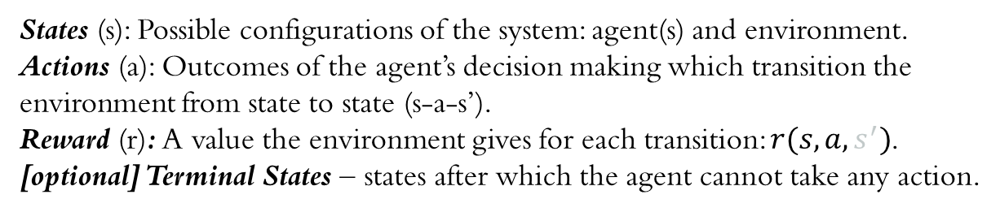 States (s): Possible configurations of the system: agent(s) and environment.
Actions (a): Outcomes of the agent’s decision making which transition the
environment from state to state (s-a-s’).
Reward (r): A value the environment gives for each transition: r(s, a, s′).
[optional] Terminal States – states after which the agent cannot take any action.